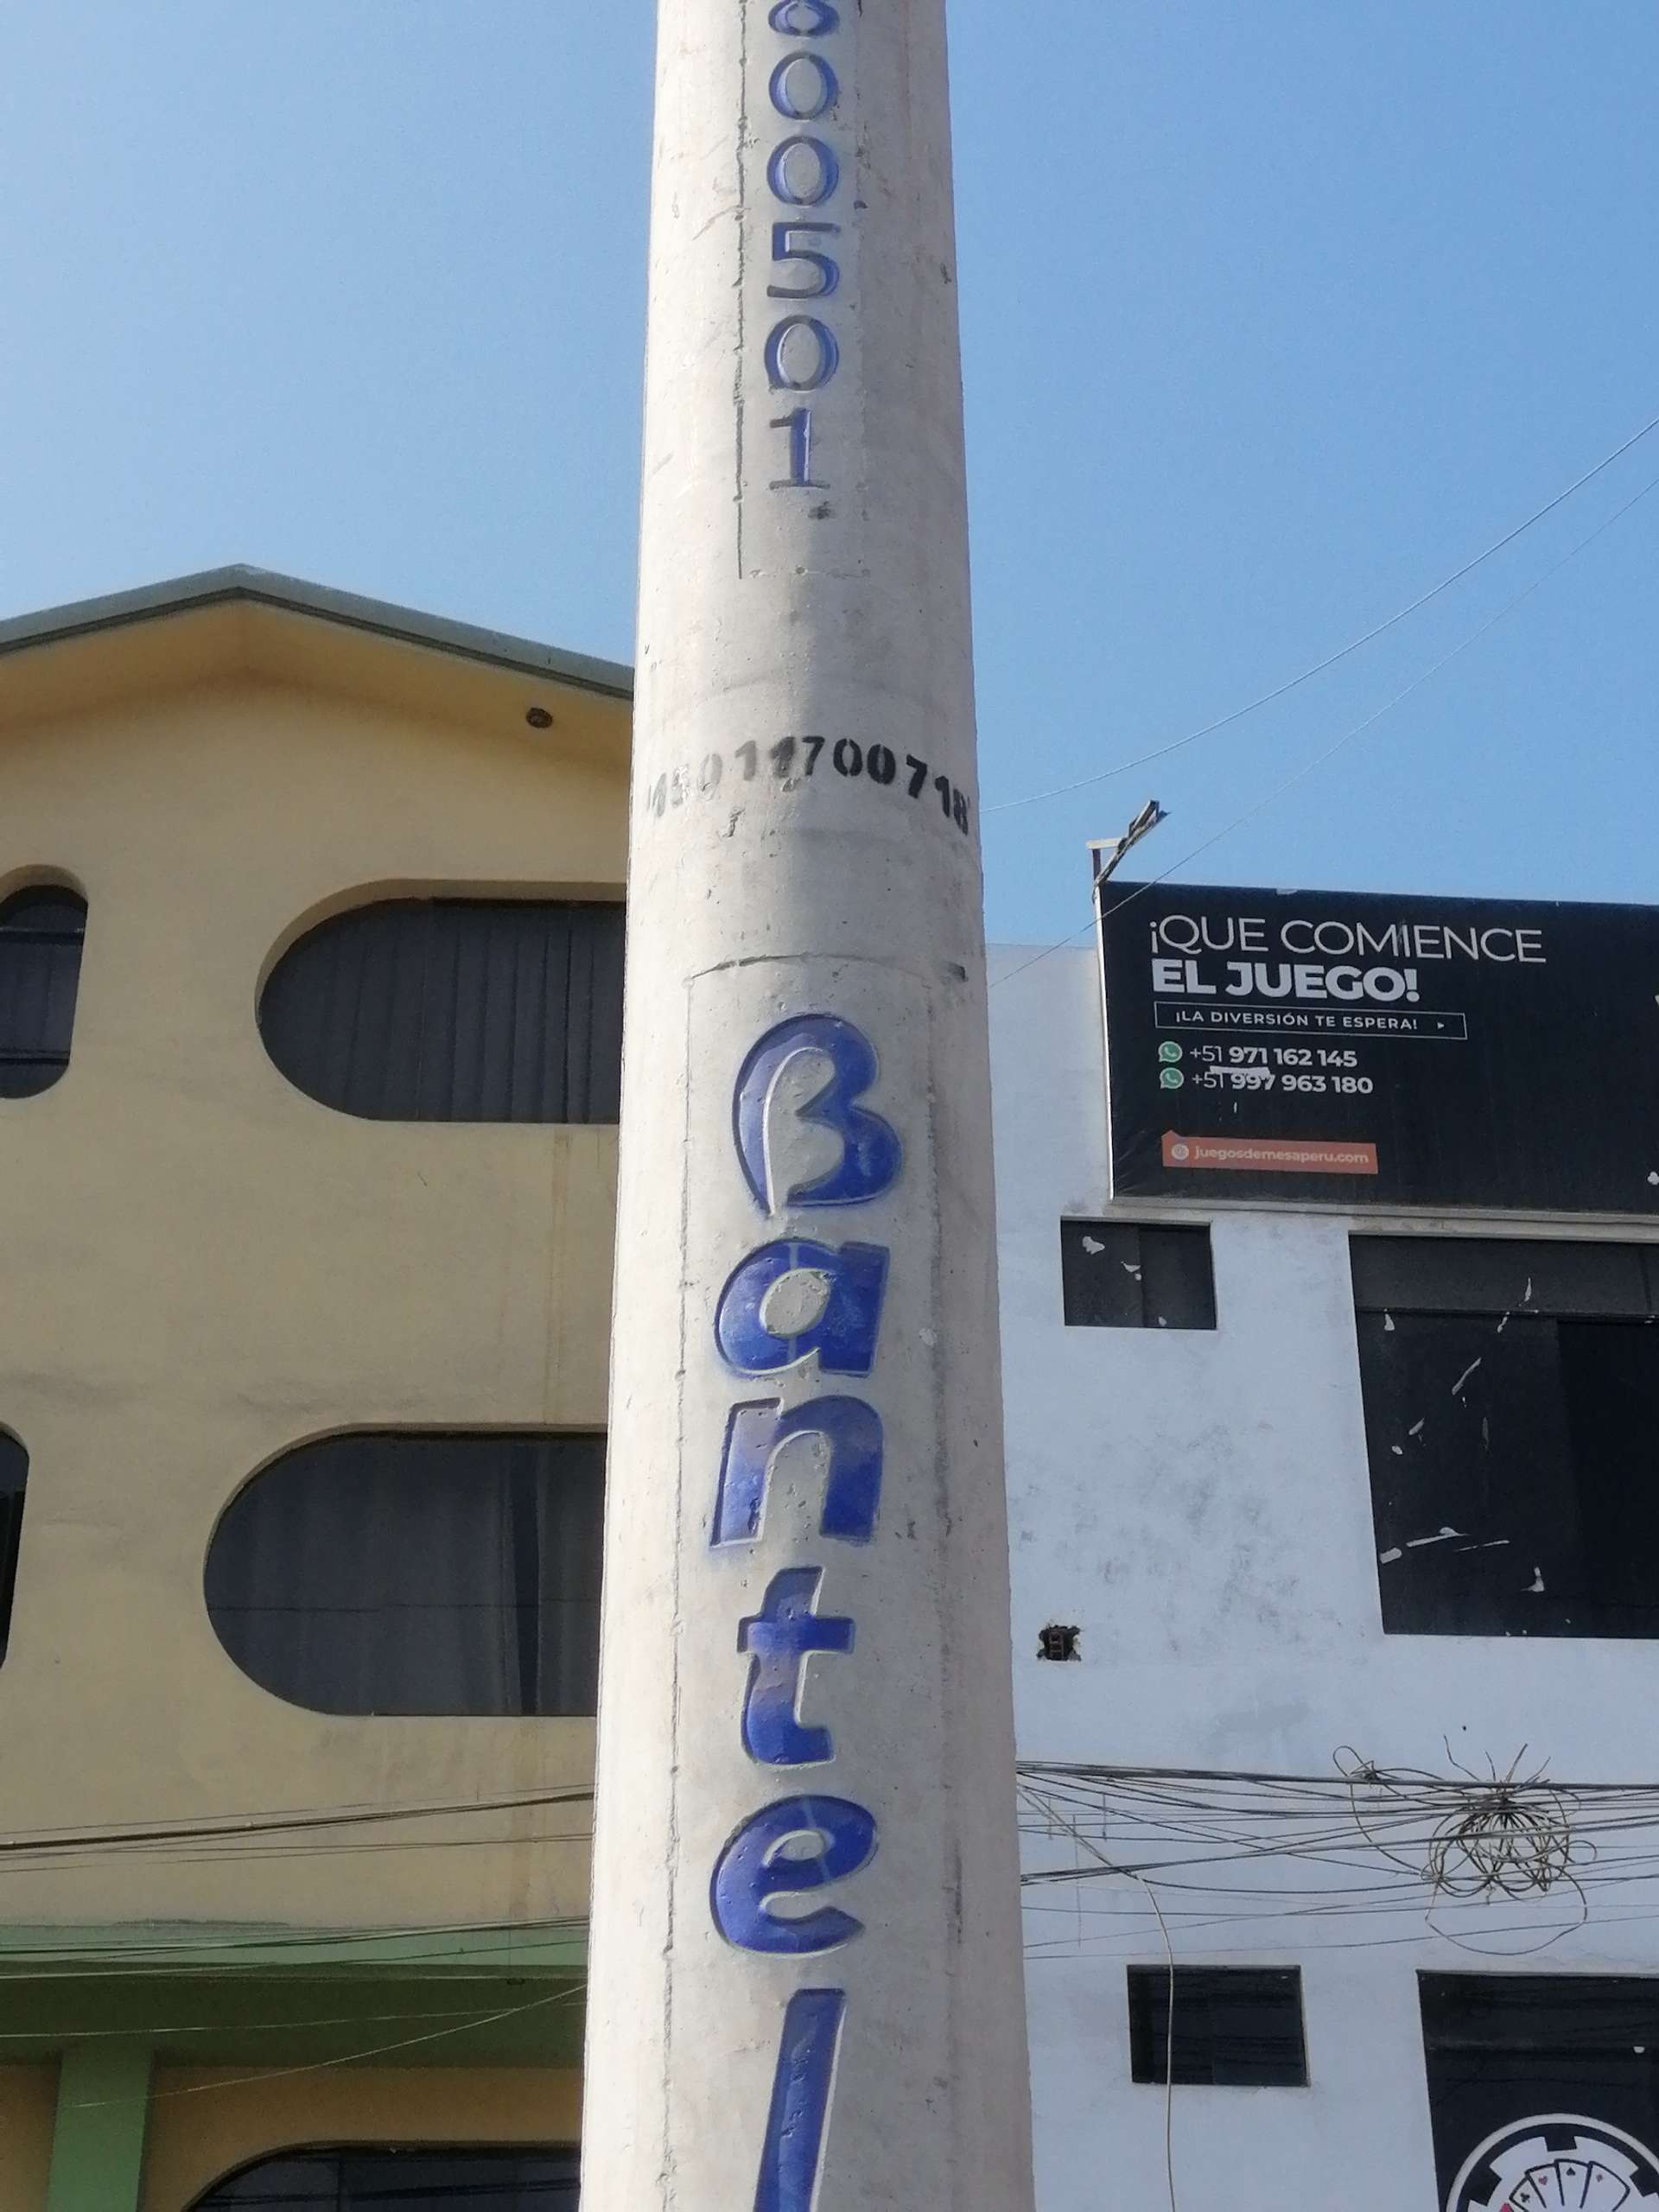 00501
Bantel
¡QUE COMIENCE
EL JUEGO!
¡LA DIVERSIÓN TE ESPERA!
+51 971 162 145
+51 997 963 180
juegosdemesaperu.com